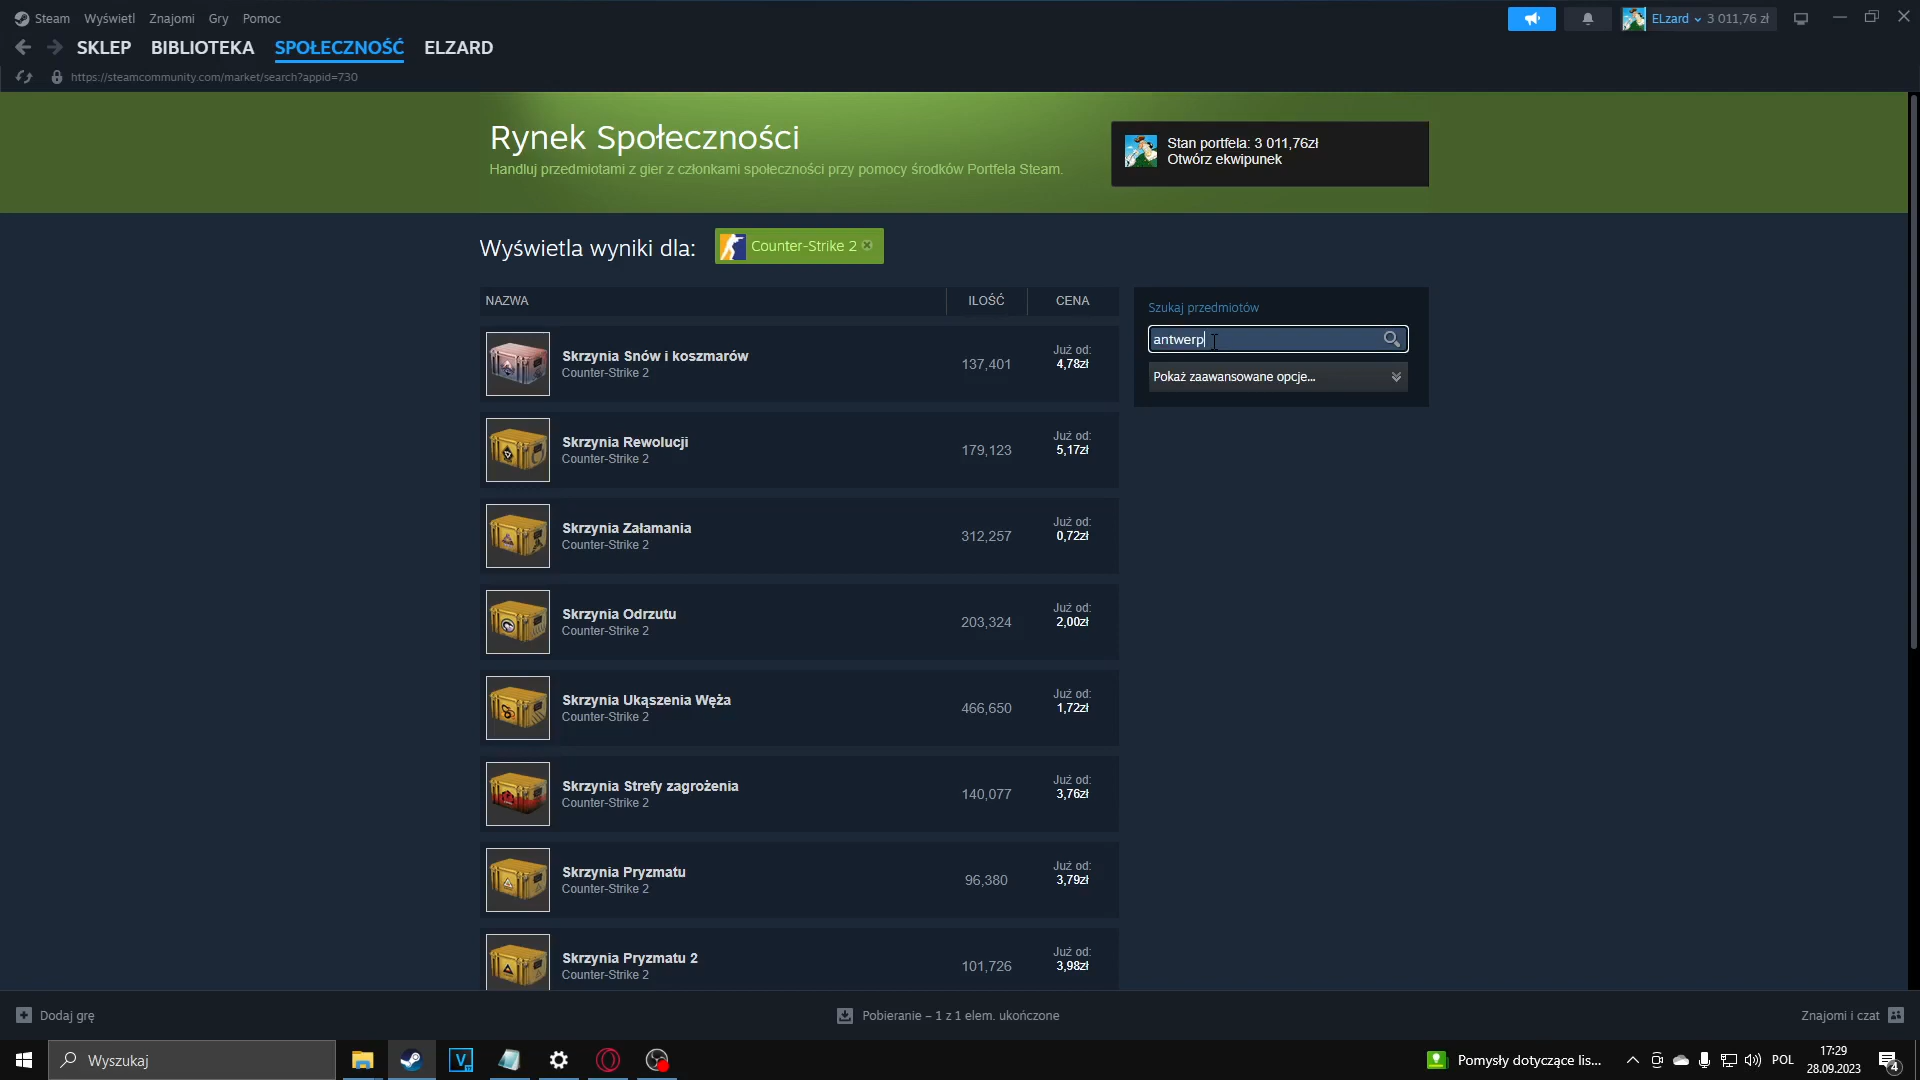 Steam Wyświetl Znajomi Gry Pomoc
ELzard 3 011,76 zł
SKLEP BIBLIOTEKA SPOŁECZNOŚĆ ELZARD
https://steamcommunity.com/market/search?appid=730
Rynek Społeczności
Handluj przedmiotami z gier z członkami społeczności przy pomocy środków Portfela Steam.
Stan portfela: 3 011,76zł
Otwórz ekwipunek
Wyświetla wyniki dla: Counter-Strike 2
NAZWA ILOŚĆ CENA
Skrzynia Snów i koszmarów
Counter-Strike 2
137,401
Już od:
4,78zł
Skrzynia Rewolucji
Counter-Strike 2
179,123
Już od:
5,17zł
Skrzynia Załamania
Counter-Strike 2
312,257
Już od:
0,72zł
Skrzynia Odrzutu
Counter-Strike 2
203,324
Już od:
2,00zł
Skrzynia Ukąszenia Węża
Counter-Strike 2
466,650
Już od:
1,72zł
Skrzynia Strefy zagrożenia
Counter-Strike 2
140,077
Już od:
3,76zł
Skrzynia Pryzmatu
Counter-Strike 2
96,380
Już od:
3,79zł
Skrzynia Pryzmatu 2
Counter-Strike 2
101,726
Już od:
3,98zł
Szukaj przedmiotów
antwerp
Pokaż zaawansowane opcje...
Dodaj grę
Pobieranie – 1 z 1 elem. ukończone
Znajomi i czat
Wyszukaj
Pomysły dotyczące lis...
POL
17:29
28.09.2023
4